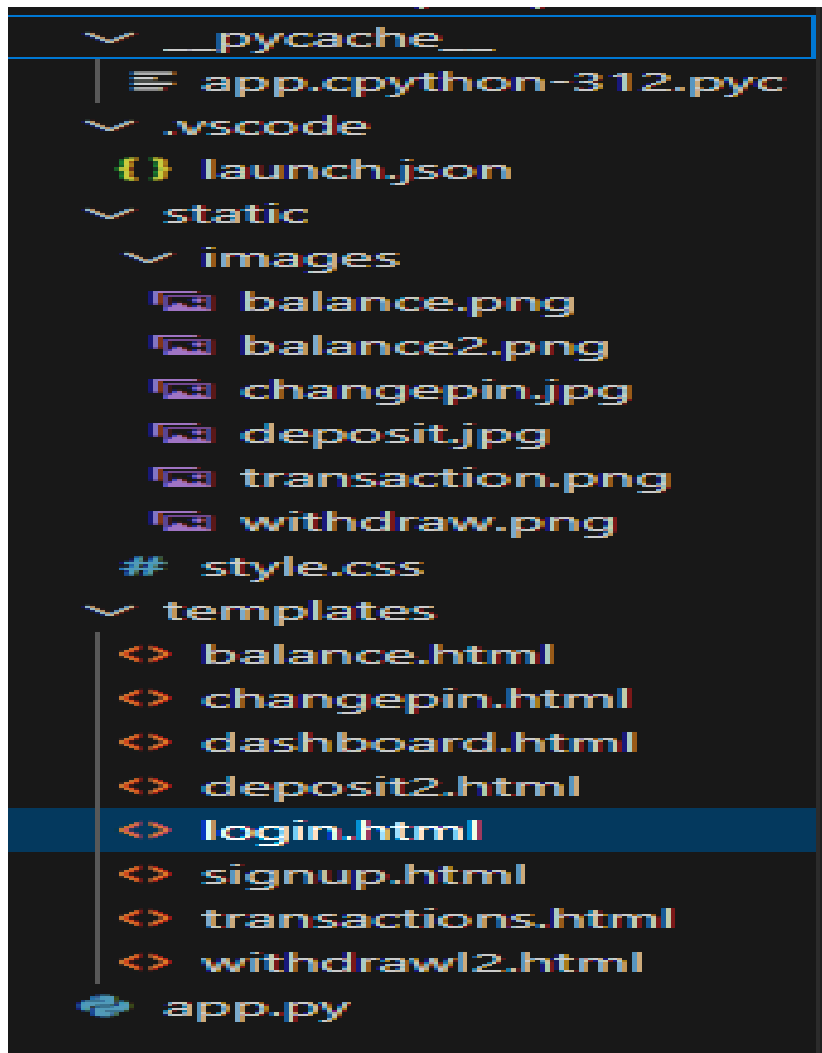 __pycache__
app.cpython-312.pyc
.vscode
{} launch.json
static
images
balance.png
balance2.png
changepin.jpg
deposit.jpg
transaction.png
withdraw.png
# style.css
templates
<> balance.html
<> changepin.html
<> dashboard.html
<> deposit2.html
<> login.html
<> signup.html
<> transactions.html
<> withdrawl2.html
app.py